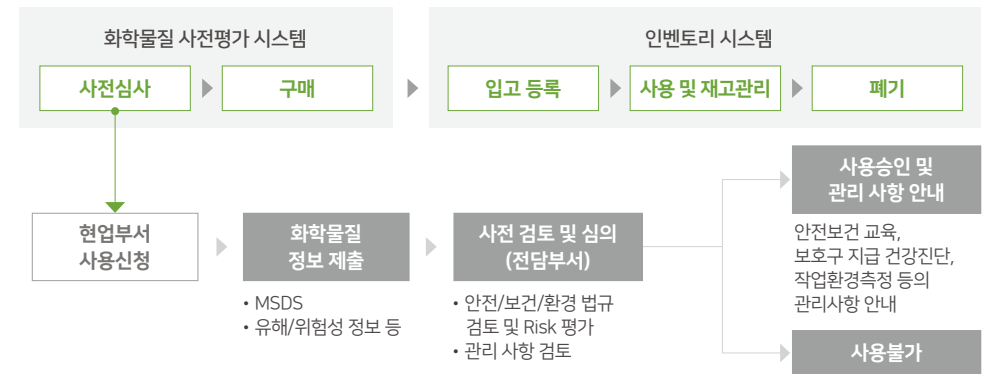 화학물질 사전평가 시스템
인벤토리 시스템
사전심사
구매
입고 등록
사용 및 재고관리
폐기
현업부서
사용신청
화학물질
정보 제출
• MSDS
• 유해/위험성 정보 등
사전 검토 및 심의
(전담부서)
• 안전/보건/환경 법규
검토 및 Risk 평가
• 관리 사항 검토
사용승인 및
관리 사항 안내
안전보건 교육,
보호구 지급 건강진단,
작업환경측정 등의
관리사항 안내
사용불가